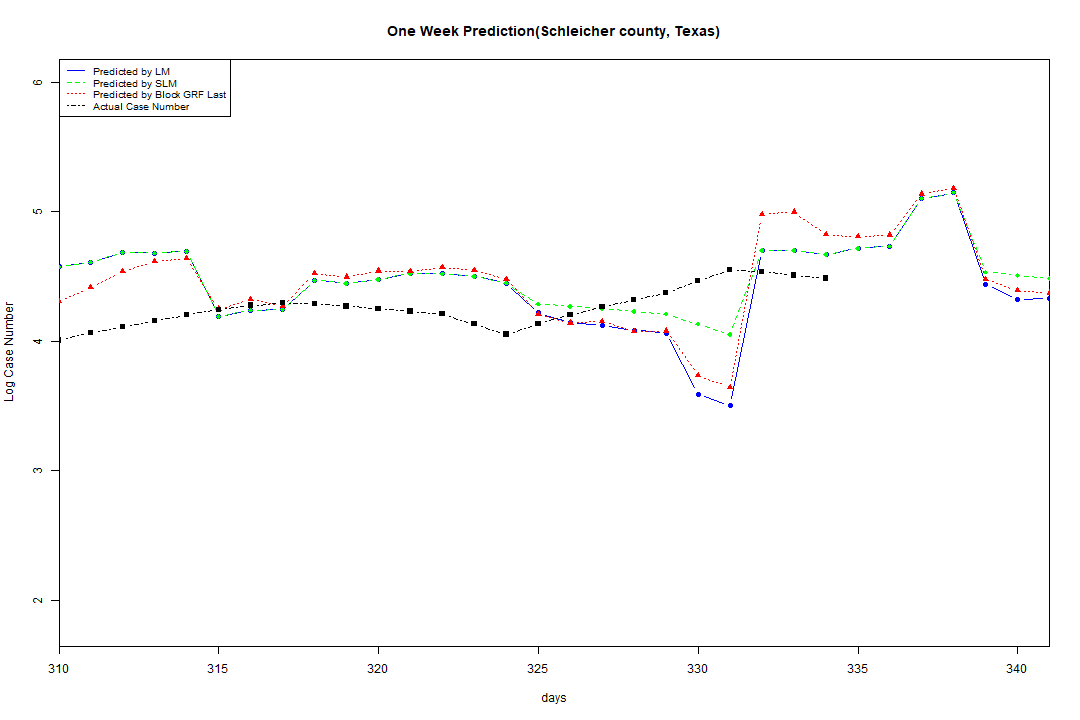 One Week Prediction(Schleicher county, Texas)
Predicted by LM
Predicted by SLM
Predicted by Block GRF Last
Actual Case Number
6
5
4
3
2
Log Case Number
310 315 320 325 330 335 340
days